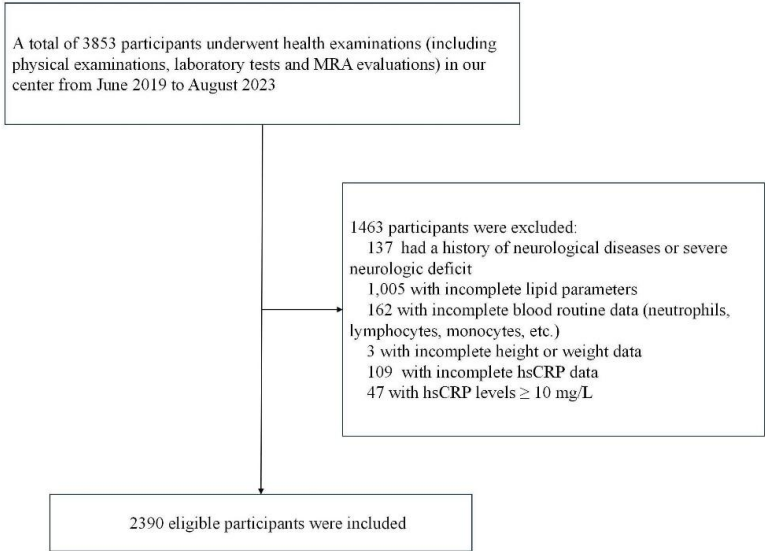 A total of 3853 participants underwent health examinations (including
physical examinations, laboratory tests and MRA evaluations) in our
center from June 2019 to August 2023
1463 participants were excluded:
137 had a history of neurological diseases or severe
neurologic deficit
1,005 with incomplete lipid parameters
162 with incomplete blood routine data (neutrophils,
lymphocytes, monocytes, etc.)
3 with incomplete height or weight data
109 with incomplete hsCRP data
47 with hsCRP levels ≥ 10 mg/L
2390 eligible participants were included